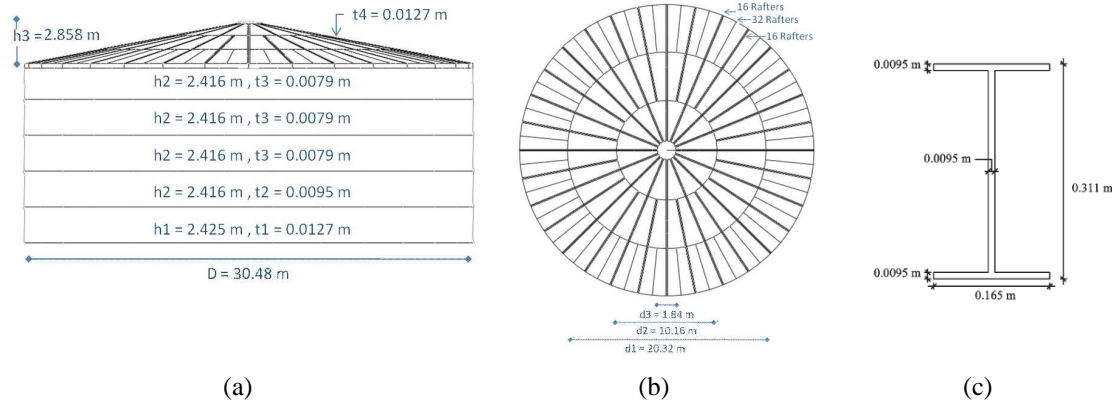 t4 = 0.0127 m
h3 = 2.858 m
h2 = 2.416 m , t3 = 0.0079 m
h2 = 2.416 m , t3 = 0.0079 m
h2 = 2.416 m , t3 = 0.0079 m
h2 = 2.416 m , t2 = 0.0095 m
h1 = 2.425 m , t1 = 0.0127 m
D = 30.48 m
(a)
16 Rafters
32 Rafters
16 Rafters
d3 = 1.84 m
d2 = 10.16 m
d1 = 20.32 m
(b)
0.0095 m
0.0095 m
0.311 m
0.0095 m
0.165 m
(c)